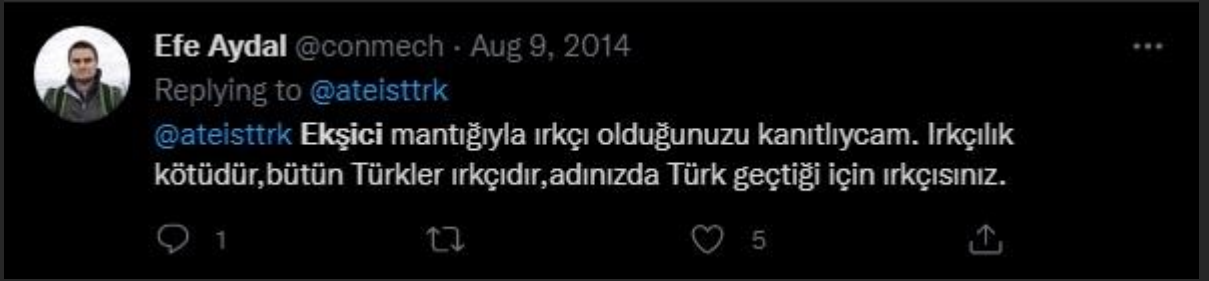 Efe Aydal @conmech · Aug 9, 2014
Replying to @ateisttrk
@ateisttrk Ekşici mantığıyla ırkçı olduğunuzu kanıtlıycam. Irkçılık
kötüdür,bütün Türkler ırkçıdır,adınızda Türk geçtiği için ırkçısınız.
1 5